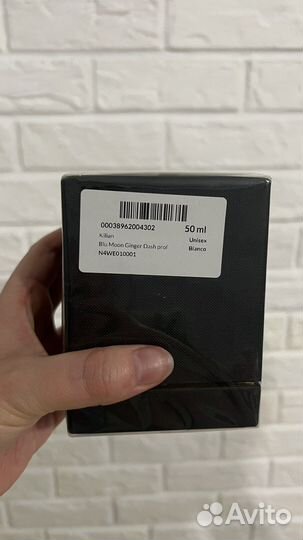 00038962004302 50 ml
Kilian Unisex
Blu Moon Ginger Dash prof Bianco
N4WE010001
Avito